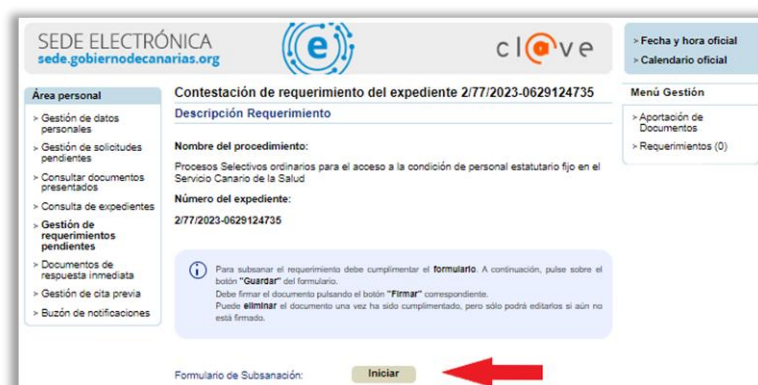 SEDE ELECTRÓNICA
sede.gobiernodecanarias.org
e
cl@ve
> Fecha y hora oficial
> Calendario oficial
Área personal
> Gestión de datos
personales
> Gestión de solicitudes
pendientes
> Consultar documentos
presentados
> Consulta de expedientes
> Gestión de
requerimientos
pendientes
> Documentos de
respuesta inmediata
> Gestión de cita previa
> Buzón de notificaciones
Contestación de requerimiento del expediente 2/77/2023-0629124735
Descripción Requerimiento
Nombre del procedimiento:
Procesos Selectivos ordinarios para el acceso a la condición de personal estatutario fijo en el
Servicio Canario de la Salud
Número del expediente:
2/77/2023-0629124735
i
Para subsanar el requerimiento debe cumplimentar el formulario. A continuación, pulse sobre el
botón "Guardar" del formulario.
Debe firmar el documento pulsando el botón "Firmar" correspondiente.
Puede eliminar el documento una vez ha sido cumplimentado, pero sólo podrá editarlos si aún no
está firmado.
Formulario de Subsanación:
Iniciar
Menú Gestión
> Aportación de
Documentos
> Requerimientos (0)